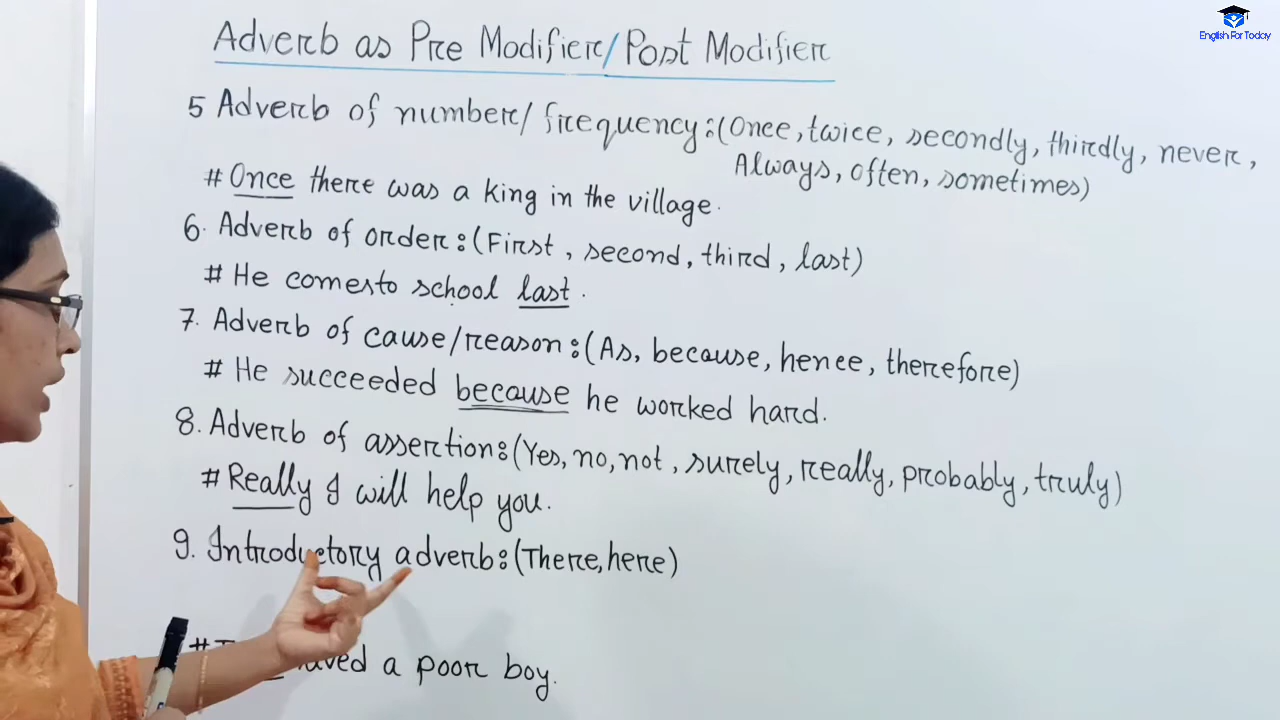 English For Today
Adverb as Pre Modifier/Post Modifier
5 Adverb of number/ frequency:(Once, twice, secondly, thirdly, never,
Always, often, sometimes)
# Once there was a king in the village.
6. Adverb of order:(First, second, third, last)
# He comesto school last.
7. Adverb of cause/reason:(As, because, hence, therefore)
# He succeeded because he worked hard.
8. Adverb of assertion:(Yes, no, not, surely, really, probably, truly)
# Really I will help you.
9. Introductory adverb:(There, here)
# a poor boy.